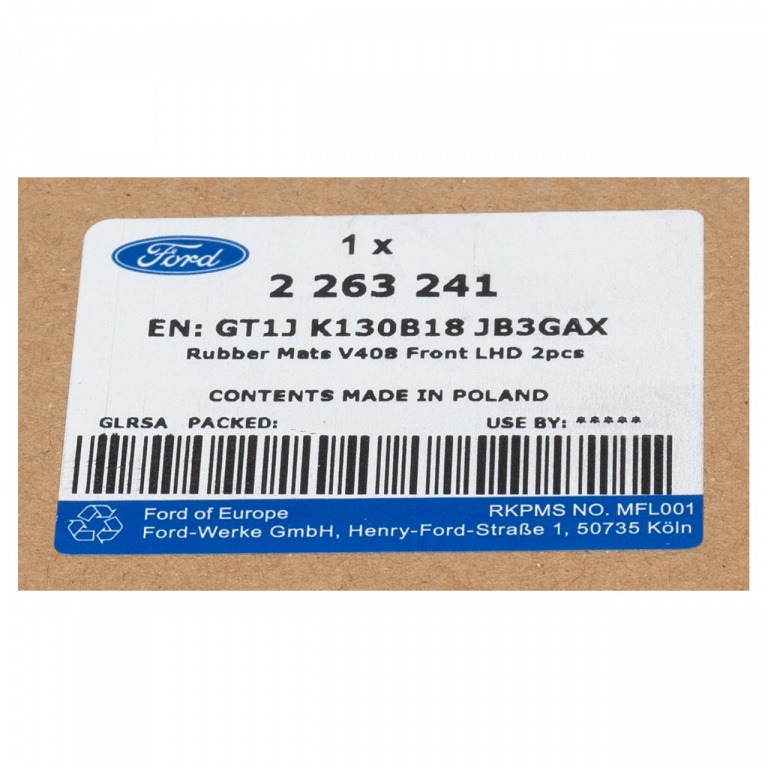 Ford
1 x
2 263 241
EN: GT1J K130B18 JB3GAX
Rubber Mats V408 Front LHD 2pcs
CONTENTS MADE IN POLAND
GLRSA PACKED: USE BY: *****
Ford of Europe RKPMS NO. MFL001
Ford-Werke GmbH, Henry-Ford-Straße 1, 50735 Köln